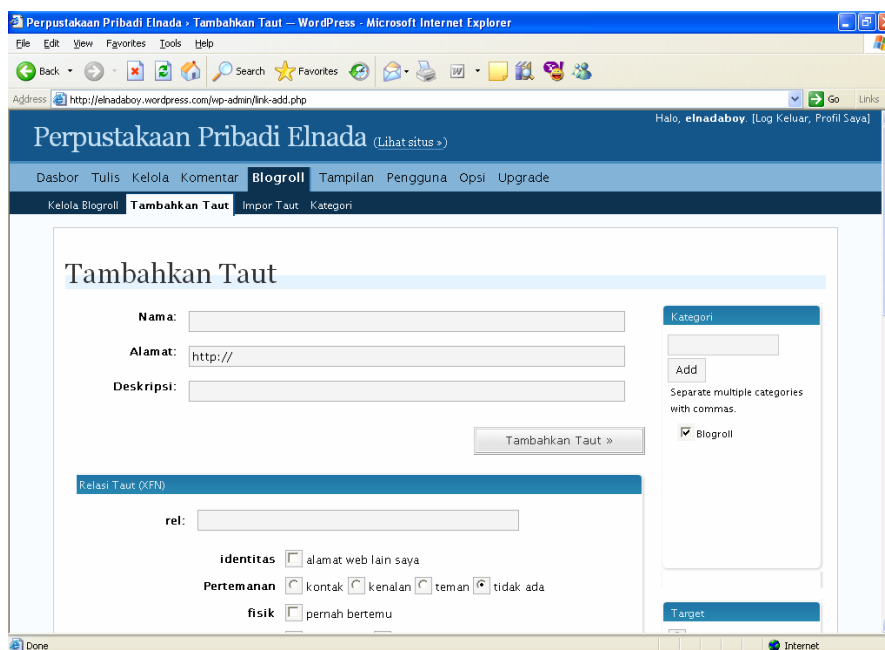 Perpustakaan Pribadi Elnada › Tambahkan Taut — WordPress - Microsoft Internet Explorer
File Edit View Favorites Tools Help
Back Search Favorites
Address http://elnadaboy.wordpress.com/wp-admin/link-add.php Go Links
Halo, elnadaboy. [Log Keluar, Profil Saya]
Perpustakaan Pribadi Elnada (Lihat situs »)
Dasbor Tulis Kelola Komentar Blogroll Tampilan Pengguna Opsi Upgrade
Kelola Blogroll Tambahkan Taut Impor Taut Kategori
Tambahkan Taut
Nama:
Alamat: http://
Deskripsi:
Tambahkan Taut »
Kategori
Add
Separate multiple categories
with commas.
Blogroll
Relasi Taut (XFN)
rel:
identitas alamat web lain saya
Pertemanan kontak kenalan teman tidak ada
fisik pernah bertemu
Target
Done Internet